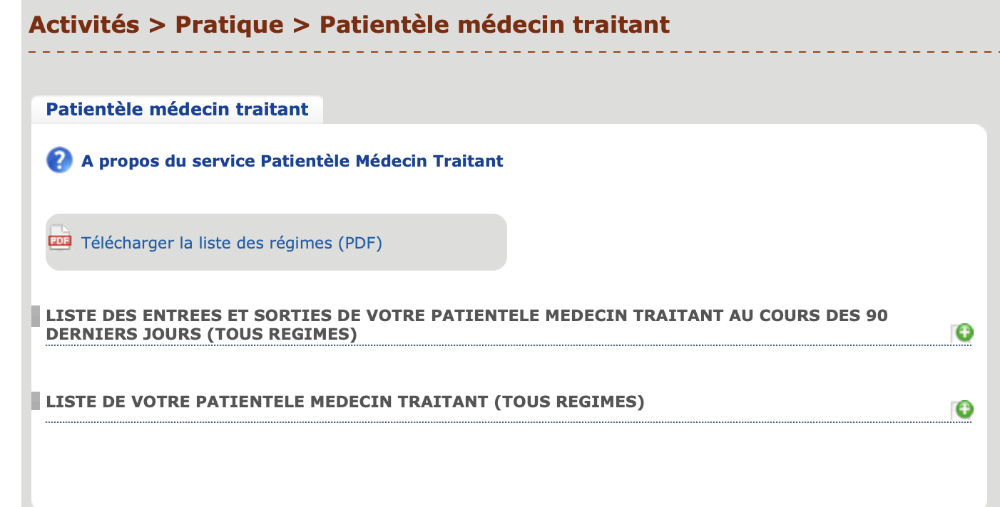 Activités > Pratique > Patientèle médecin traitant
Patientèle médecin traitant
? A propos du service Patientèle Médecin Traitant
PDF Télécharger la liste des régimes (PDF)
LISTE DES ENTREES ET SORTIES DE VOTRE PATIENTELE MEDECIN TRAITANT AU COURS DES 90
DERNIERS JOURS (TOUS REGIMES)
LISTE DE VOTRE PATIENTELE MEDECIN TRAITANT (TOUS REGIMES)